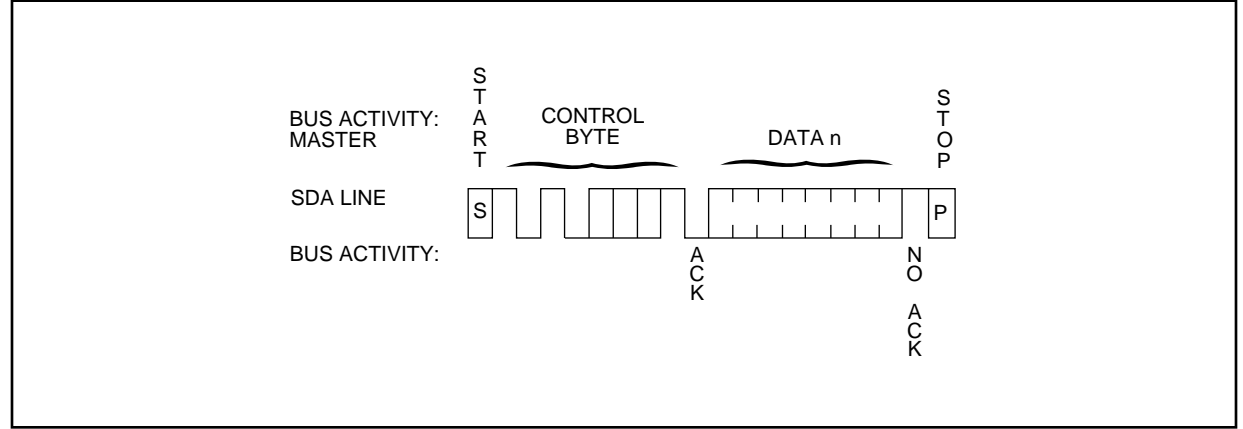 START
BUS ACTIVITY:
MASTER
CONTROL
BYTE
DATA n
STOP
SDA LINE
S
P
BUS ACTIVITY:
ACK
NO ACK